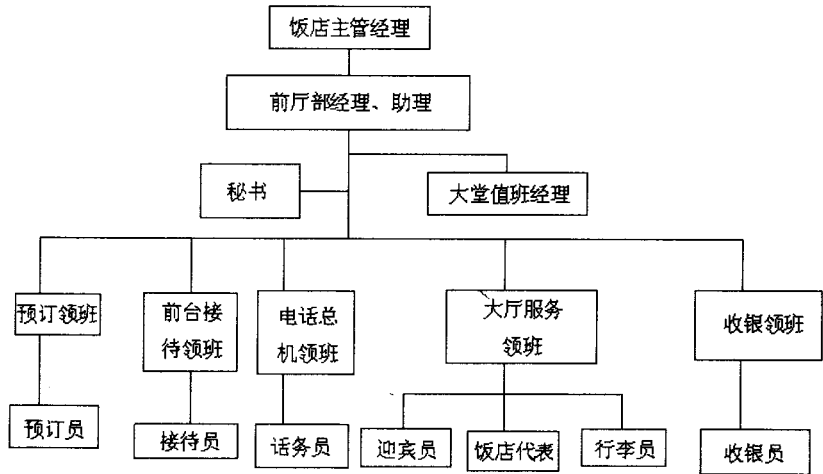 饭店主管经理
前厅部经理、助理
秘书
大堂值班经理
预订领班
前台接
待领班
电话总
机领班
大厅服务
领班
收银领班
预订员
接待员
话务员
迎宾员
饭店代表
行李员
收银员